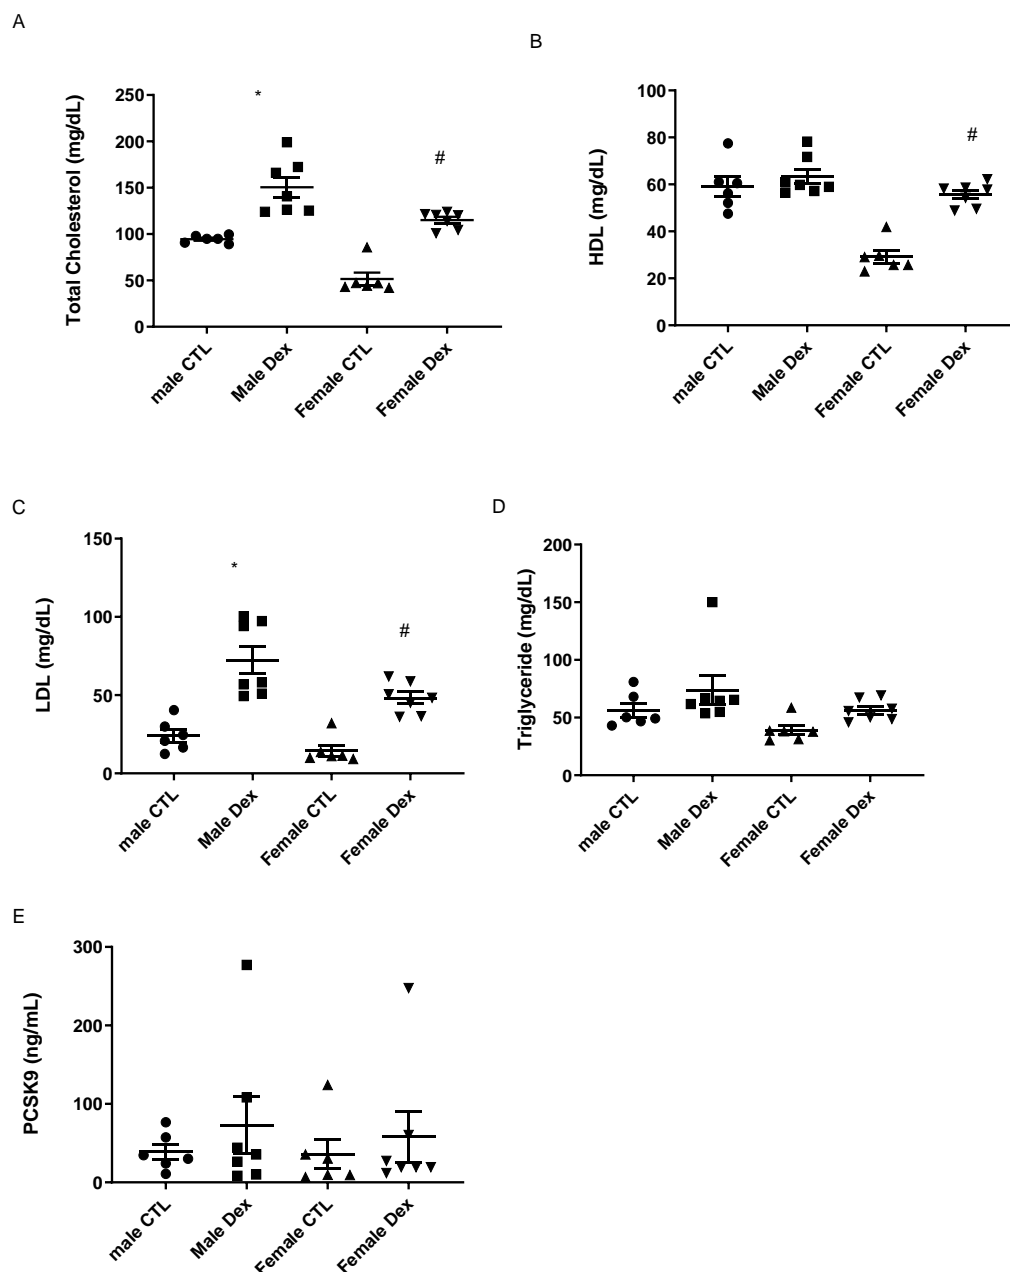 A
Total Cholesterol (mg/dL)
250
200
150
100
50
0
*
#
male CTL
Male Dex
Female CTL
Female Dex
B
HDL (mg/dL)
100
80
60
40
20
0
#
male CTL
Male Dex
Female CTL
Female Dex
C
LDL (mg/dL)
150
100
50
0
*
#
male CTL
Male Dex
Female CTL
Female Dex
D
Triglyceride (mg/dL)
200
150
100
50
0
male CTL
Male Dex
Female CTL
Female Dex
E
PCSK9 (ng/mL)
300
200
100
0
male CTL
Male Dex
Female CTL
Female Dex